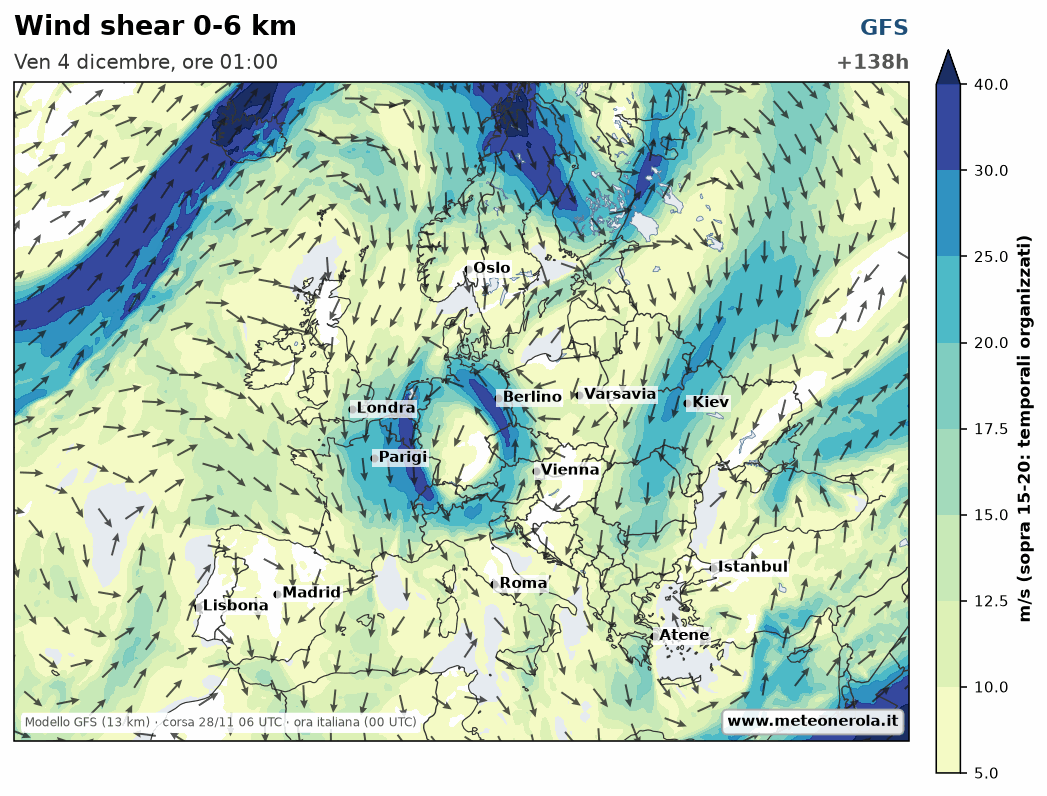 Wind shear 0-6 km
GFS
Ven 4 dicembre, ore 01:00
+138h
40.0
30.0
25.0
20.0
17.5
15.0
12.5
10.0
5.0
m/s (sopra 15-20: temporali organizzati)
Oslo
Berlino
Varsavia
Kiev
Londra
Parigi
Vienna
Istanbul
Roma
Madrid
Lisbona
Atene
Modello GFS (13 km) · corsa 28/11 06 UTC · ora italiana (00 UTC)
www.meteonerola.it